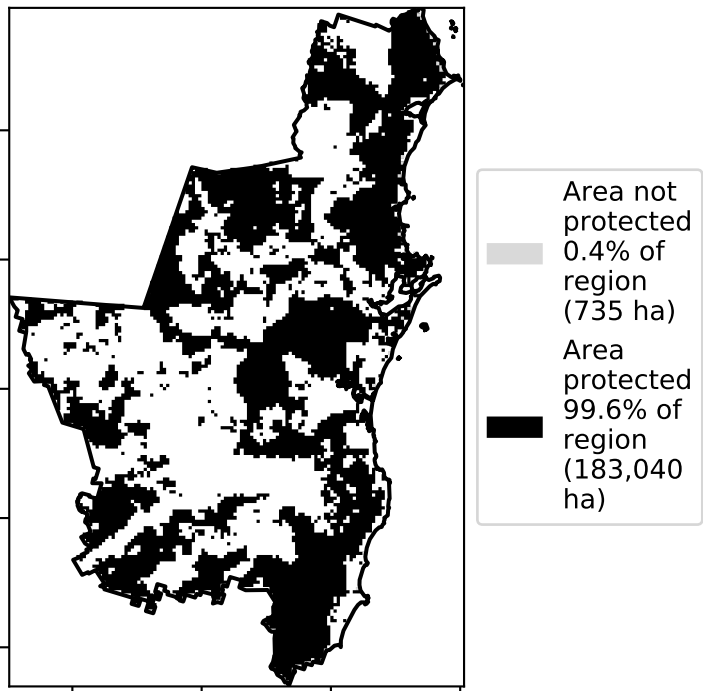 Area not
protected
0.4% of
region
(735 ha)
Area
protected
99.6% of
region
(183,040
ha)